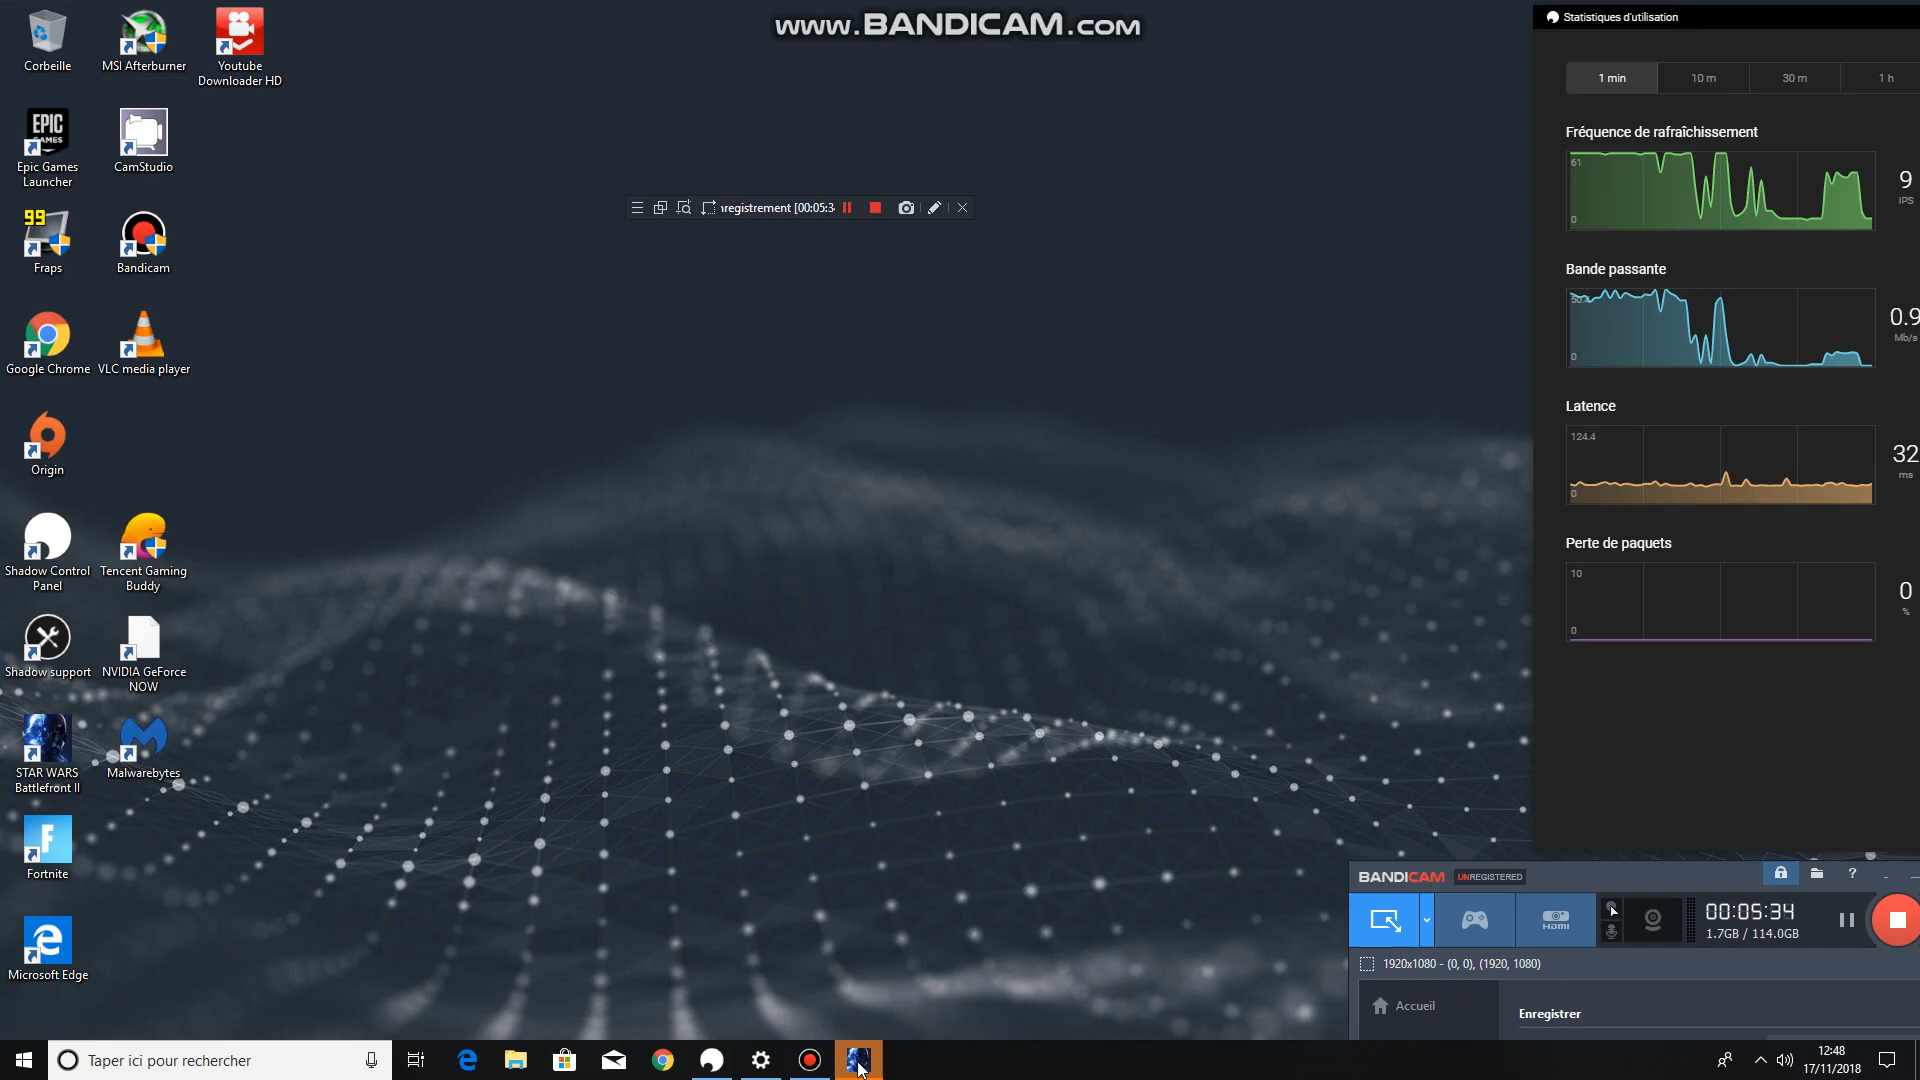 www.BANDICAM.com
Corbeille
MSI Afterburner
Youtube
Downloader HD
EPIC
GAMES
Epic Games
Launcher
CamStudio
99
Fraps
Bandicam
Google Chrome
VLC media player
Origin
Shadow Control
Panel
Tencent Gaming
Buddy
Shadow support
NVIDIA GeForce
NOW
STAR WARS
Battlefront II
Malwarebytes
F
Fortnite
Microsoft Edge
registrement [00:05:3
Statistiques d'utilisation
1 min
10 m
30 m
1 h
Fréquence de rafraîchissement
61
0
9
IPS
Bande passante
0
0.9
Mb/s
Latence
124.4
0
32
ms
Perte de paquets
10
0
0
%
BANDICAM UNREGISTERED
?
HDMI
00:05:34
1.7GB / 114.0GB
1920x1080 - (0, 0), (1920, 1080)
Accueil
Enregistrer
Taper ici pour rechercher
12:48
17/11/2018